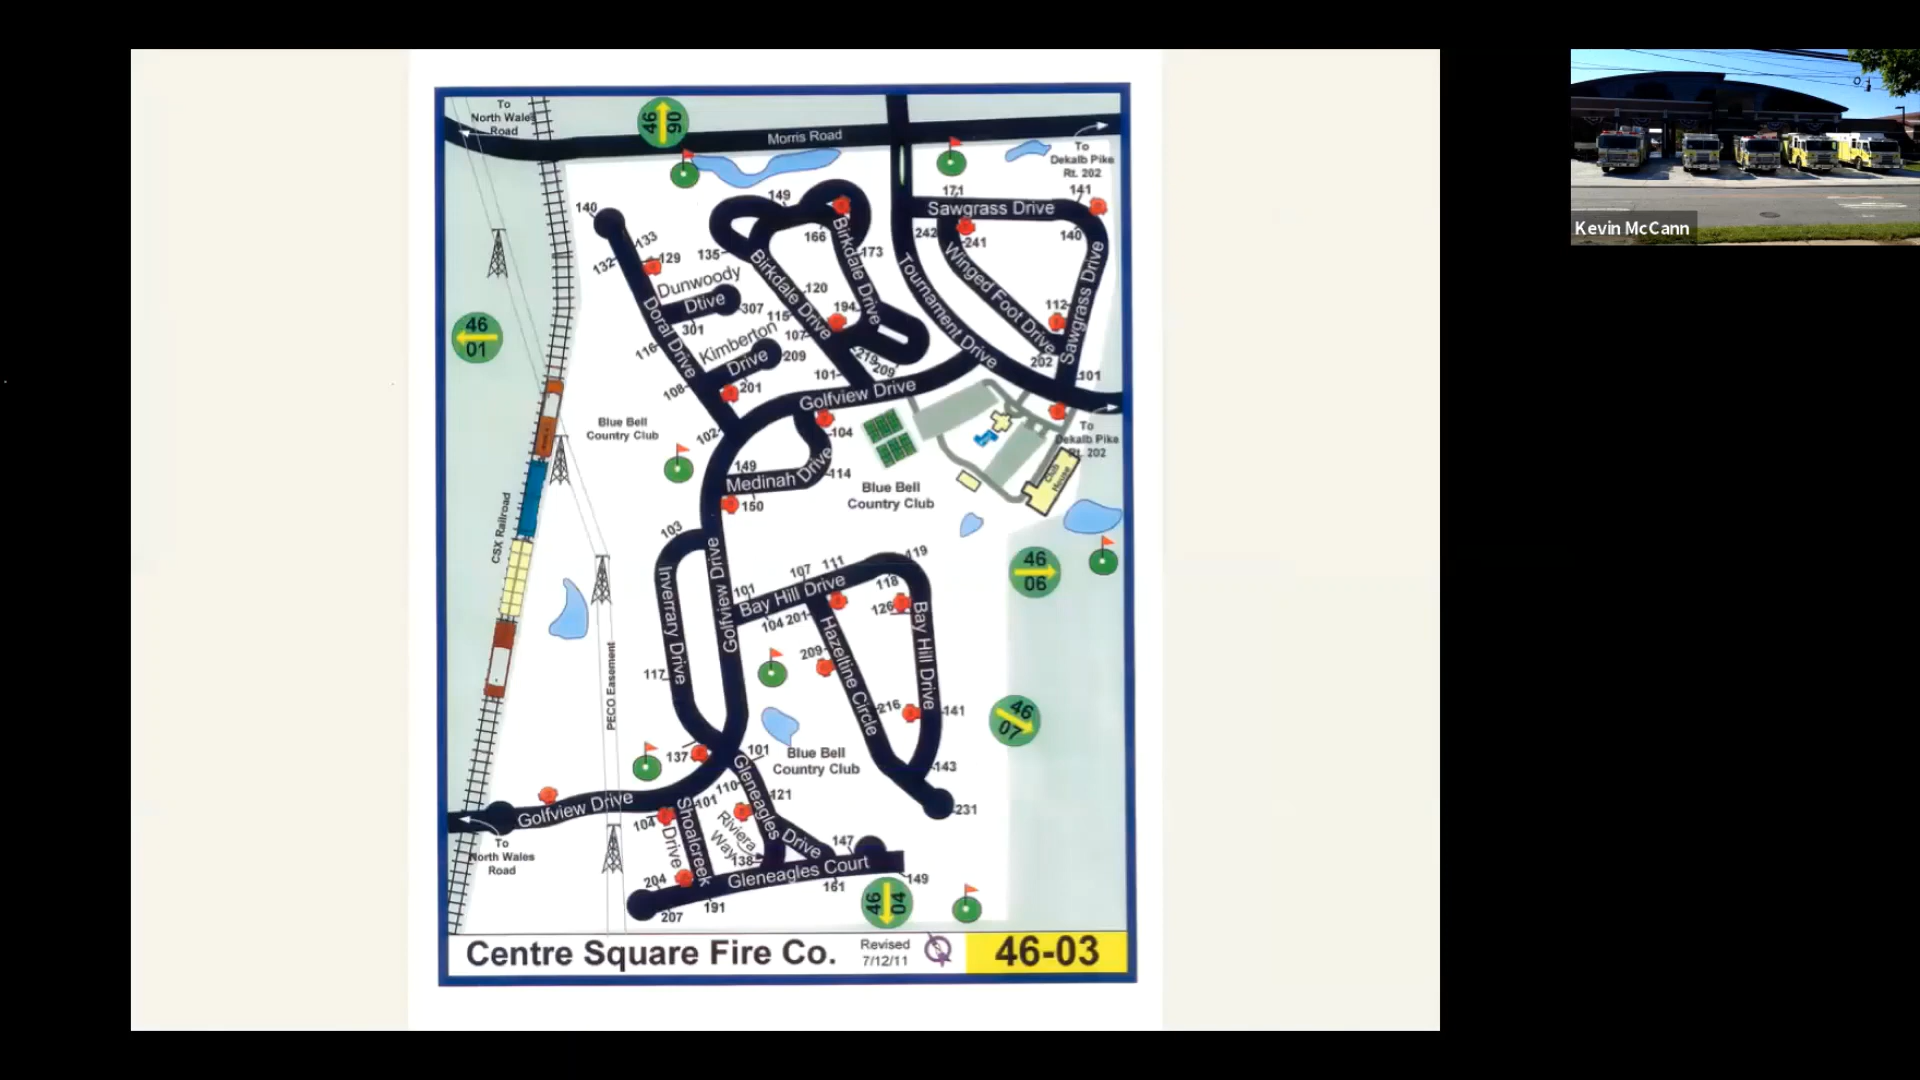 To
North Wales
Road
46
06
Morris Road
To
Dekalb Pike
Rt. 202
140
133
132
129
149
135
166
173
171
141
Sawgrass Drive
242
241
140
Dunwoody
Dtive
307
301
Birkdale Drive
Birkdale Drive
120
115
107
194
219
209
101
Tournament Drive
Winged Foot Drive
Sawgrass Drive
112
202
101
46
01
Doral Drive
116
Kimberton
Drive
209
201
108
102
Golfview Drive
104
Blue Bell
Country Club
149
Medinah Drive
114
150
Blue Bell
Country Club
Club
House
To
Dekalb Pike
Rt. 202
CSX Railroad
103
Inverrary Drive
Golfview Drive
117
101
107
111
119
Bay Hill Drive
104
201
118
126
46
06
Bay Hill Drive
Hazeltine Circle
209
216
141
46
07
PECO Easement
137
101
Blue Bell
Country Club
143
231
Golfview Drive
104
101
110
121
Gleneagles Drive
Shoalcreek
Drive
Riviera
Way
138
147
Gleneagles Court
149
161
204
191
207
46
04
To
North Wales
Road
Centre Square Fire Co.
Revised
7/12/11
46-03
Kevin McCann